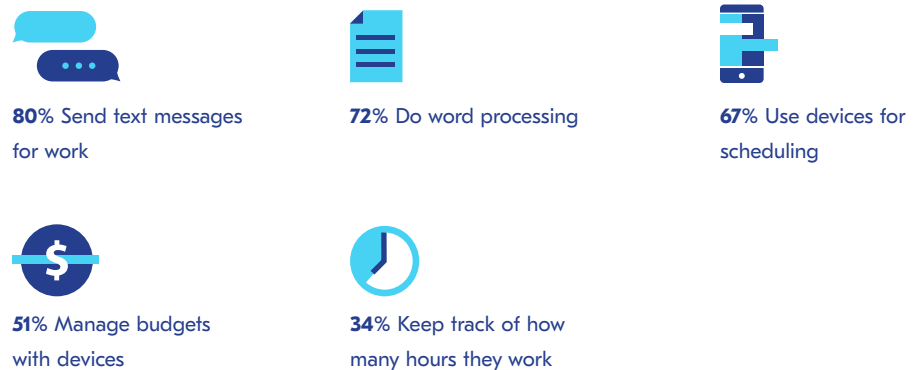 80% Send text messages
for work
72% Do word processing
67% Use devices for
scheduling
$
51% Manage budgets
with devices
34% Keep track of how
many hours they work